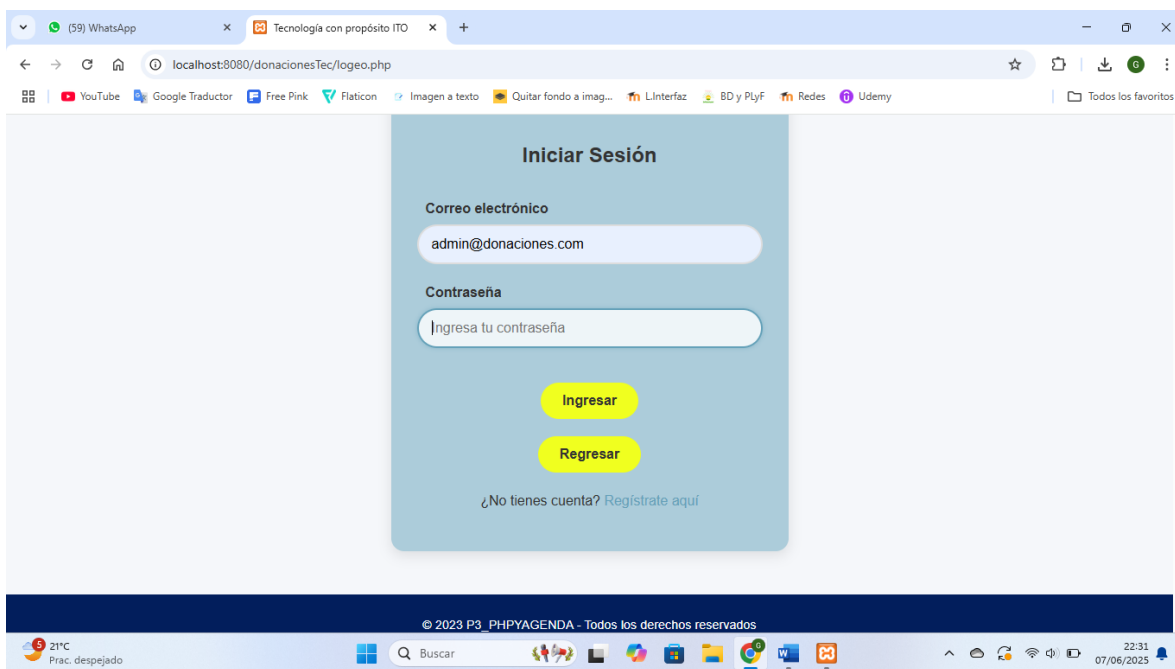 (59) WhatsApp
Tecnología con propósito ITO
localhost:8080/donacionesTec/logeo.php
G
YouTube Google Traductor Free Pink Flaticon Imagen a texto Quitar fondo a imag... L.Interfaz BD y PLyF Redes Udemy Todos los favoritos
Iniciar Sesión
Correo electrónico
admin@donaciones.com
Contraseña
Ingresa tu contraseña
Ingresar
Regresar
¿No tienes cuenta? Regístrate aquí
© 2023 P3_PHPYAGENDA - Todos los derechos reservados
5
21°C
Prac. despejado
Buscar
22:31
07/06/2025